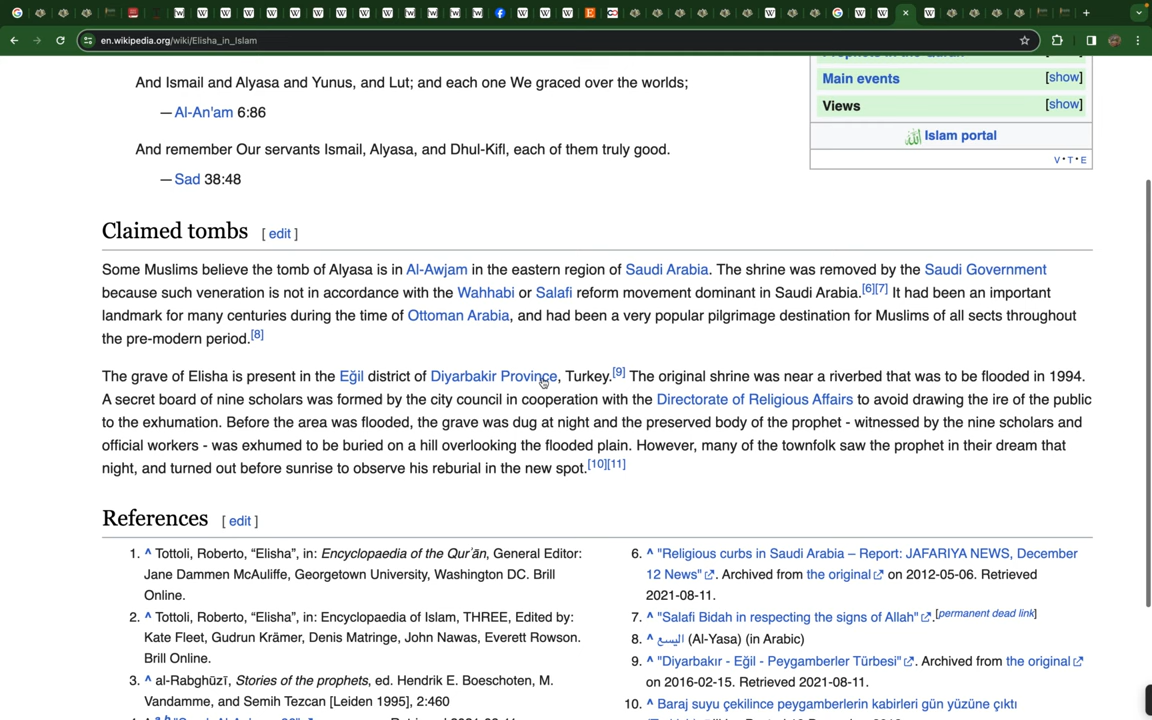 en.wikipedia.org/wiki/Elisha_in_Islam
And Ismail and Alyasa and Yunus, and Lut; and each one We graced over the worlds;
— Al-An'am 6:86
And remember Our servants Ismail, Alyasa, and Dhul-Kifl, each of them truly good.
— Sad 38:48
Main events [show]
Views [show]
Islam portal
V · T · E
Claimed tombs [ edit ]
Some Muslims believe the tomb of Alyasa is in Al-Awjam in the eastern region of Saudi Arabia. The shrine was removed by the Saudi Government
because such veneration is not in accordance with the Wahhabi or Salafi reform movement dominant in Saudi Arabia.[6][7] It had been an important
landmark for many centuries during the time of Ottoman Arabia, and had been a very popular pilgrimage destination for Muslims of all sects throughout
the pre-modern period.[8]
The grave of Elisha is present in the Eğil district of Diyarbakir Province, Turkey.[9] The original shrine was near a riverbed that was to be flooded in 1994.
A secret board of nine scholars was formed by the city council in cooperation with the Directorate of Religious Affairs to avoid drawing the ire of the public
to the exhumation. Before the area was flooded, the grave was dug at night and the preserved body of the prophet - witnessed by the nine scholars and
official workers - was exhumed to be buried on a hill overlooking the flooded plain. However, many of the townfolk saw the prophet in their dream that
night, and turned out before sunrise to observe his reburial in the new spot.[10][11]
References [ edit ]
1. ^ Tottoli, Roberto, “Elisha”, in: Encyclopaedia of the Qurʾān, General Editor:
Jane Dammen McAuliffe, Georgetown University, Washington DC. Brill
Online.
2. ^ Tottoli, Roberto, “Elisha”, in: Encyclopaedia of Islam, THREE, Edited by:
Kate Fleet, Gudrun Krämer, Denis Matringe, John Nawas, Everett Rowson.
Brill Online.
3. ^ al-Rabghūzī, Stories of the prophets, ed. Hendrik E. Boeschoten, M.
Vandamme, and Semih Tezcan [Leiden 1995], 2:460
6. ^ "Religious curbs in Saudi Arabia – Report: JAFARIYA NEWS, December
12 News". Archived from the original on 2012-05-06. Retrieved
2021-08-11.
7. ^ "Salafi Bidah in respecting the signs of Allah".[permanent dead link]
8. ^ اليسع (Al-Yasa) (in Arabic)
9. ^ "Diyarbakır - Eğil - Peygamberler Türbesi". Archived from the original
on 2016-02-15. Retrieved 2021-08-11.
10. ^ Baraj suyu çekilince peygamberlerin kabirleri gün yüzüne çıktı